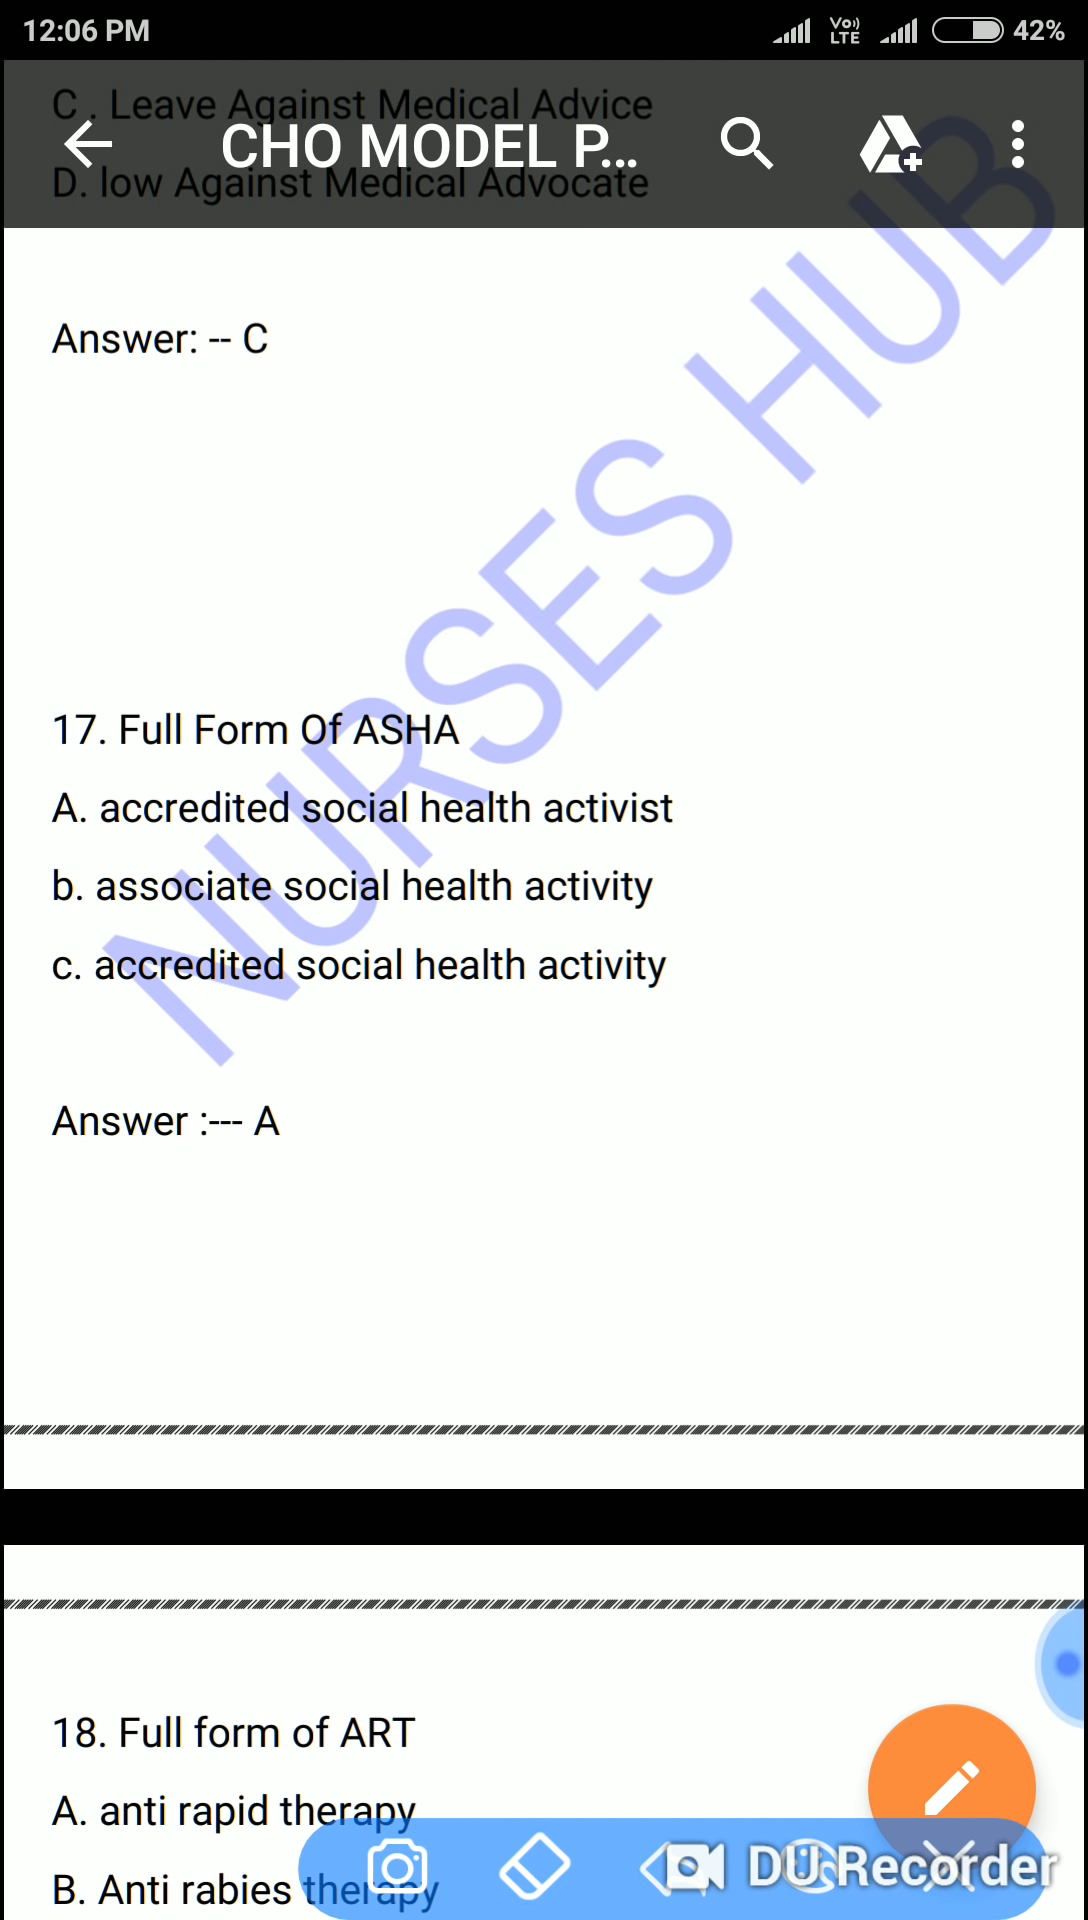 12:06 PM
Vo)) LTE
42%
C . Leave Against Medical Advice
CHO MODEL P...
D. low Against Medical Advocate
Answer: -- C
NURSES HUB
17. Full Form Of ASHA
A. accredited social health activist
b. associate social health activity
c. accredited social health activity
Answer :--- A
18. Full form of ART
A. anti rapid therapy
B. Anti rabies therapy
DU Recorder